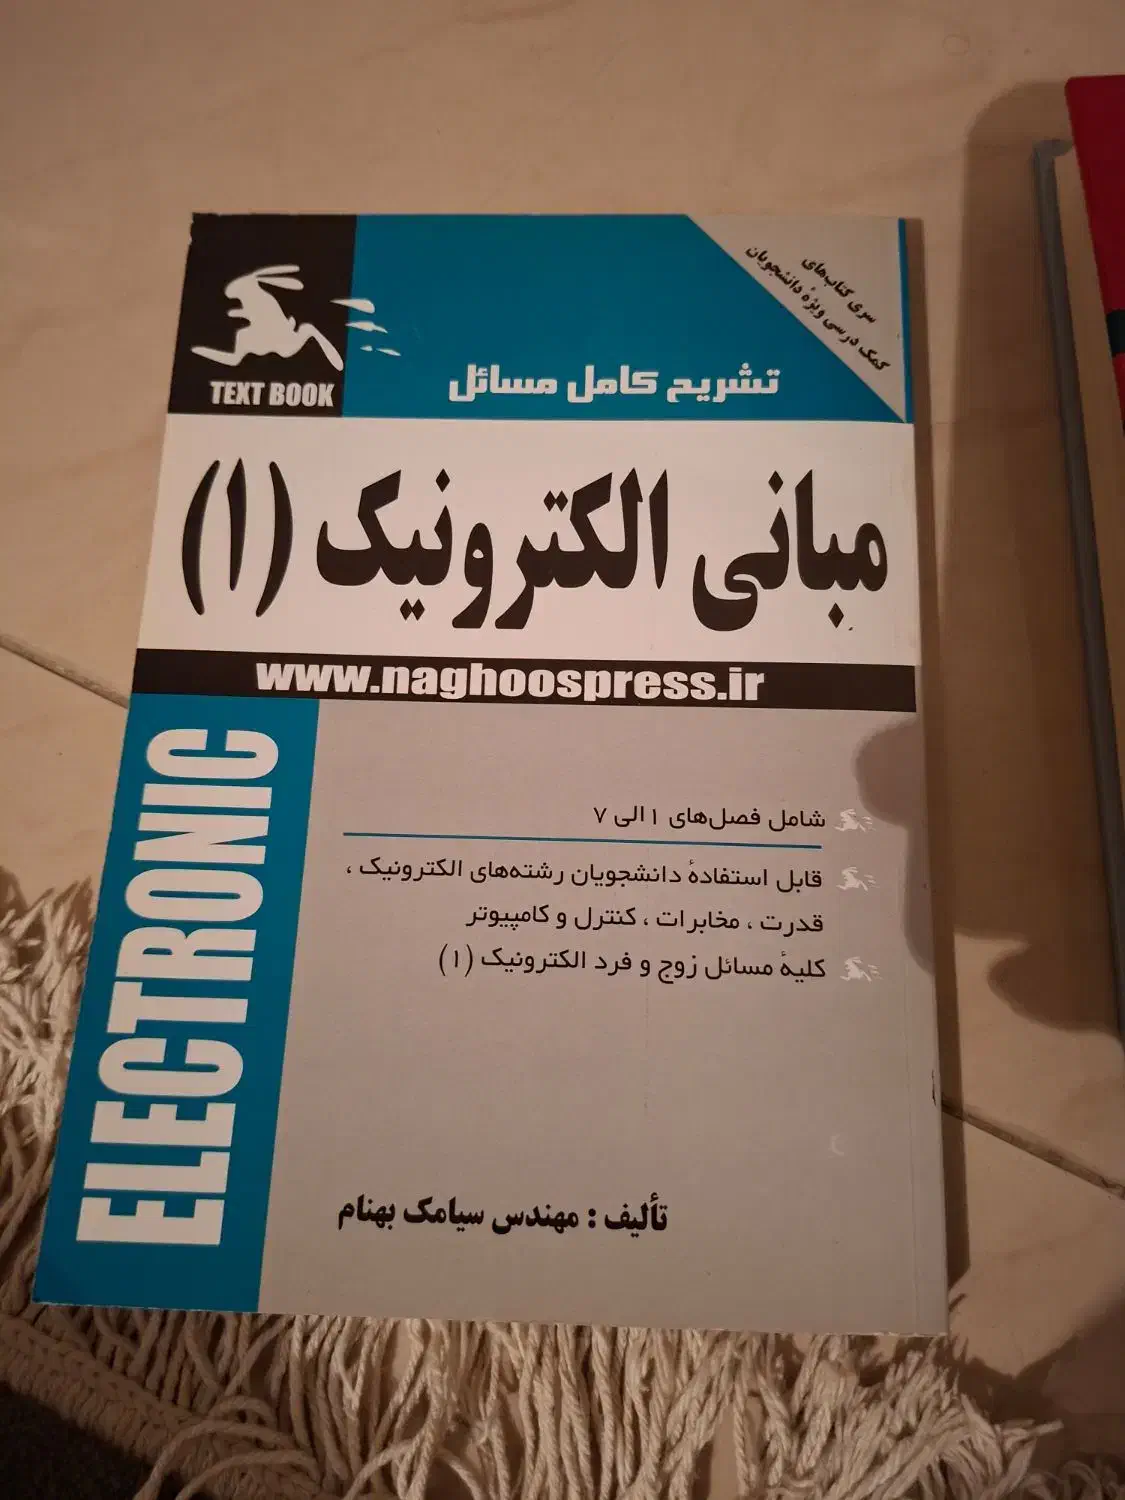 سری کتاب‌های
کمک درسی ویژهٔ دانشجویان
TEXT BOOK
تشریح کامل مسائل
مبانی الکترونیک (۱)
www.naghoospress.ir
ELECTRONIC
شامل فصل‌های ۱ الی ۷
قابل استفادهٔ دانشجویان رشته‌های الکترونیک ،
قدرت ، مخابرات ، کنترل و کامپیوتر
کلیهٔ مسائل زوج و فرد الکترونیک (۱)
تألیف : مهندس سیامک بهنام